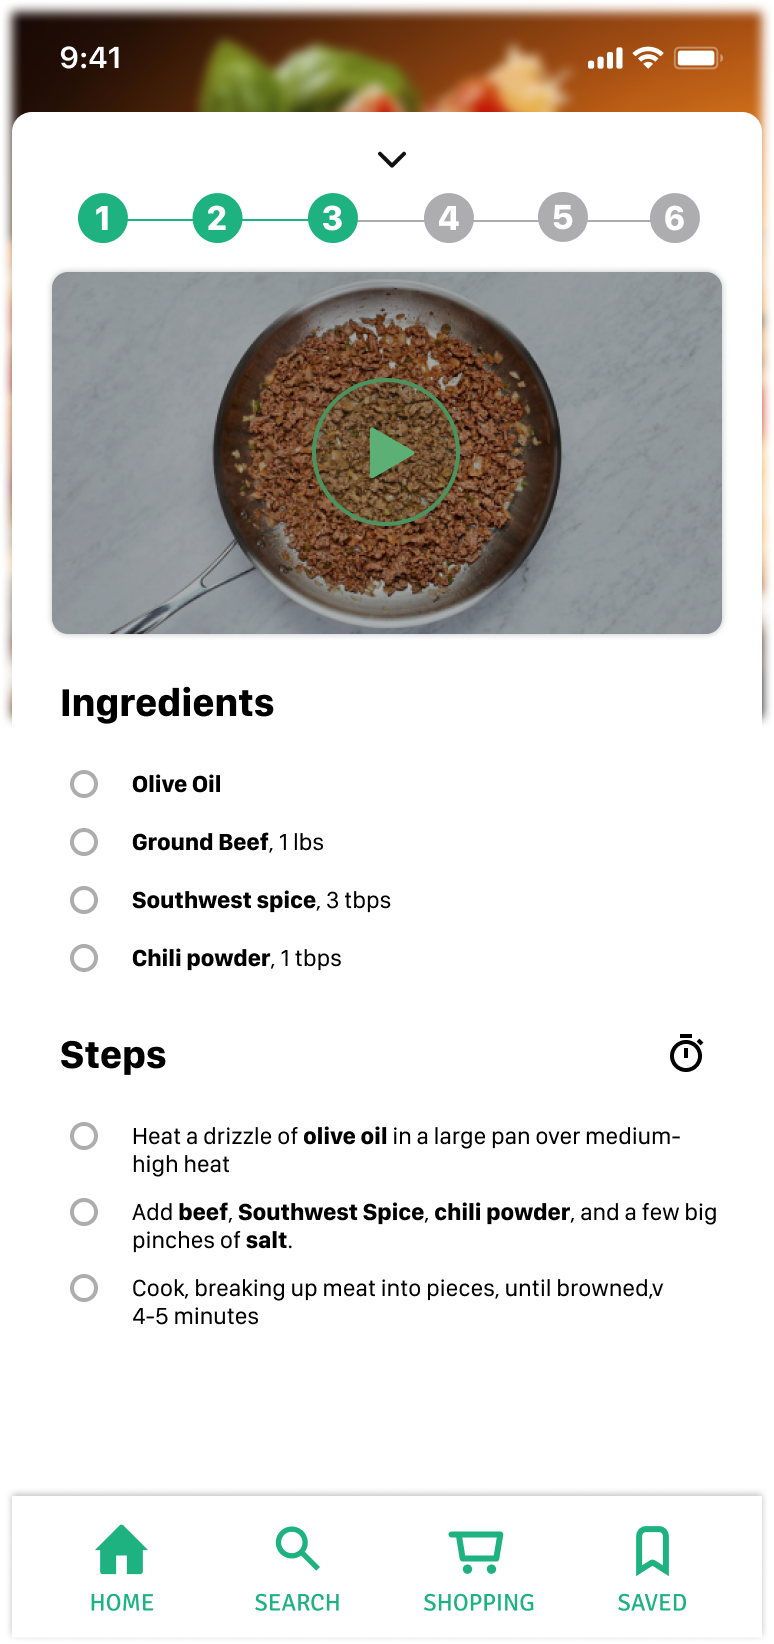 9:41
1 2 3 4 5 6
Ingredients
Olive Oil
Ground Beef, 1 lbs
Southwest spice, 3 tbps
Chili powder, 1 tbps
Steps
Heat a drizzle of olive oil in a large pan over medium-
high heat
Add beef, Southwest Spice, chili powder, and a few big
pinches of salt.
Cook, breaking up meat into pieces, until browned,v
4-5 minutes
HOME SEARCH SHOPPING SAVED